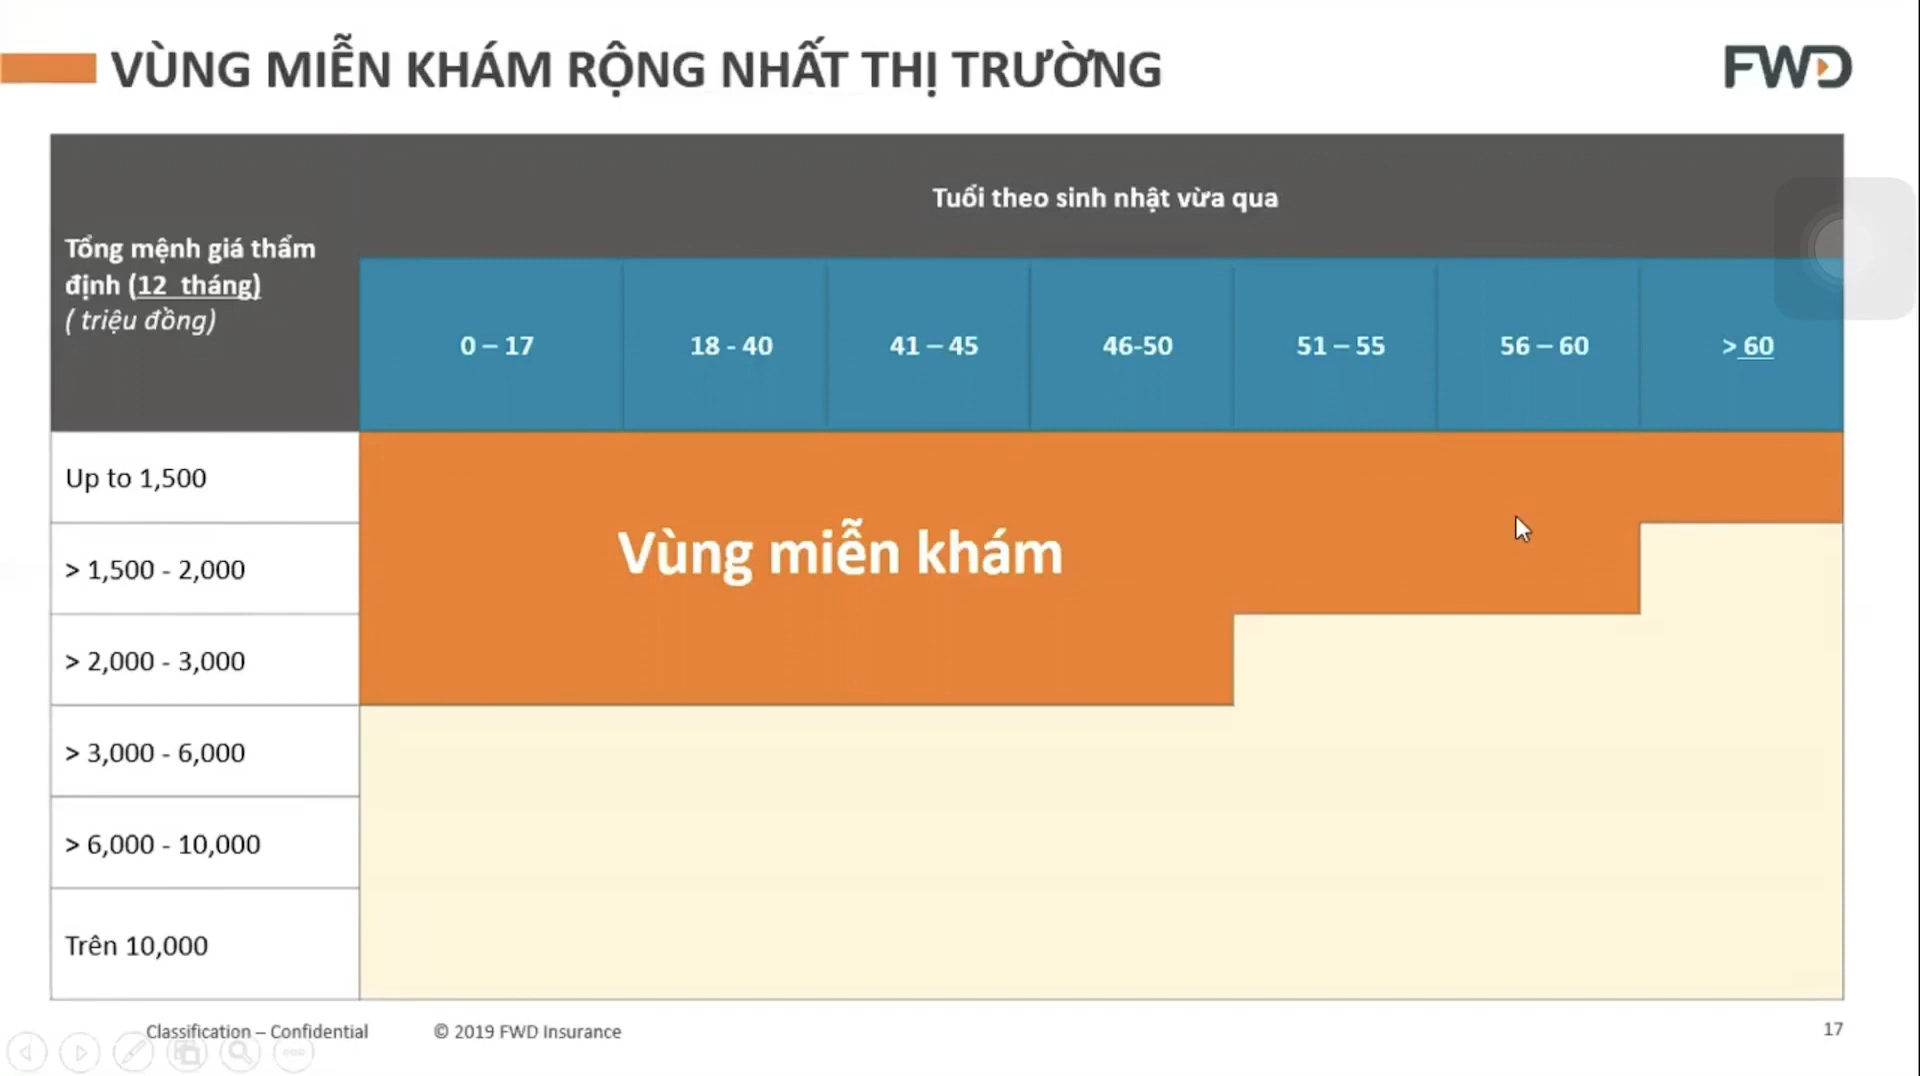 VÙNG MIỄN KHÁM RỘNG NHẤT THỊ TRƯỜNG
FWD
Tổng mệnh giá thẩm
định (12  tháng)
( triệu đồng)
Tuổi theo sinh nhật vừa qua
0 – 17
18 - 40
41 – 45
46-50
51 – 55
56 – 60
> 60
Up to 1,500
> 1,500 - 2,000
> 2,000 - 3,000
> 3,000 - 6,000
> 6,000 - 10,000
Trên 10,000
Vùng miễn khám
Classification – Confidential
© 2019 FWD Insurance
17